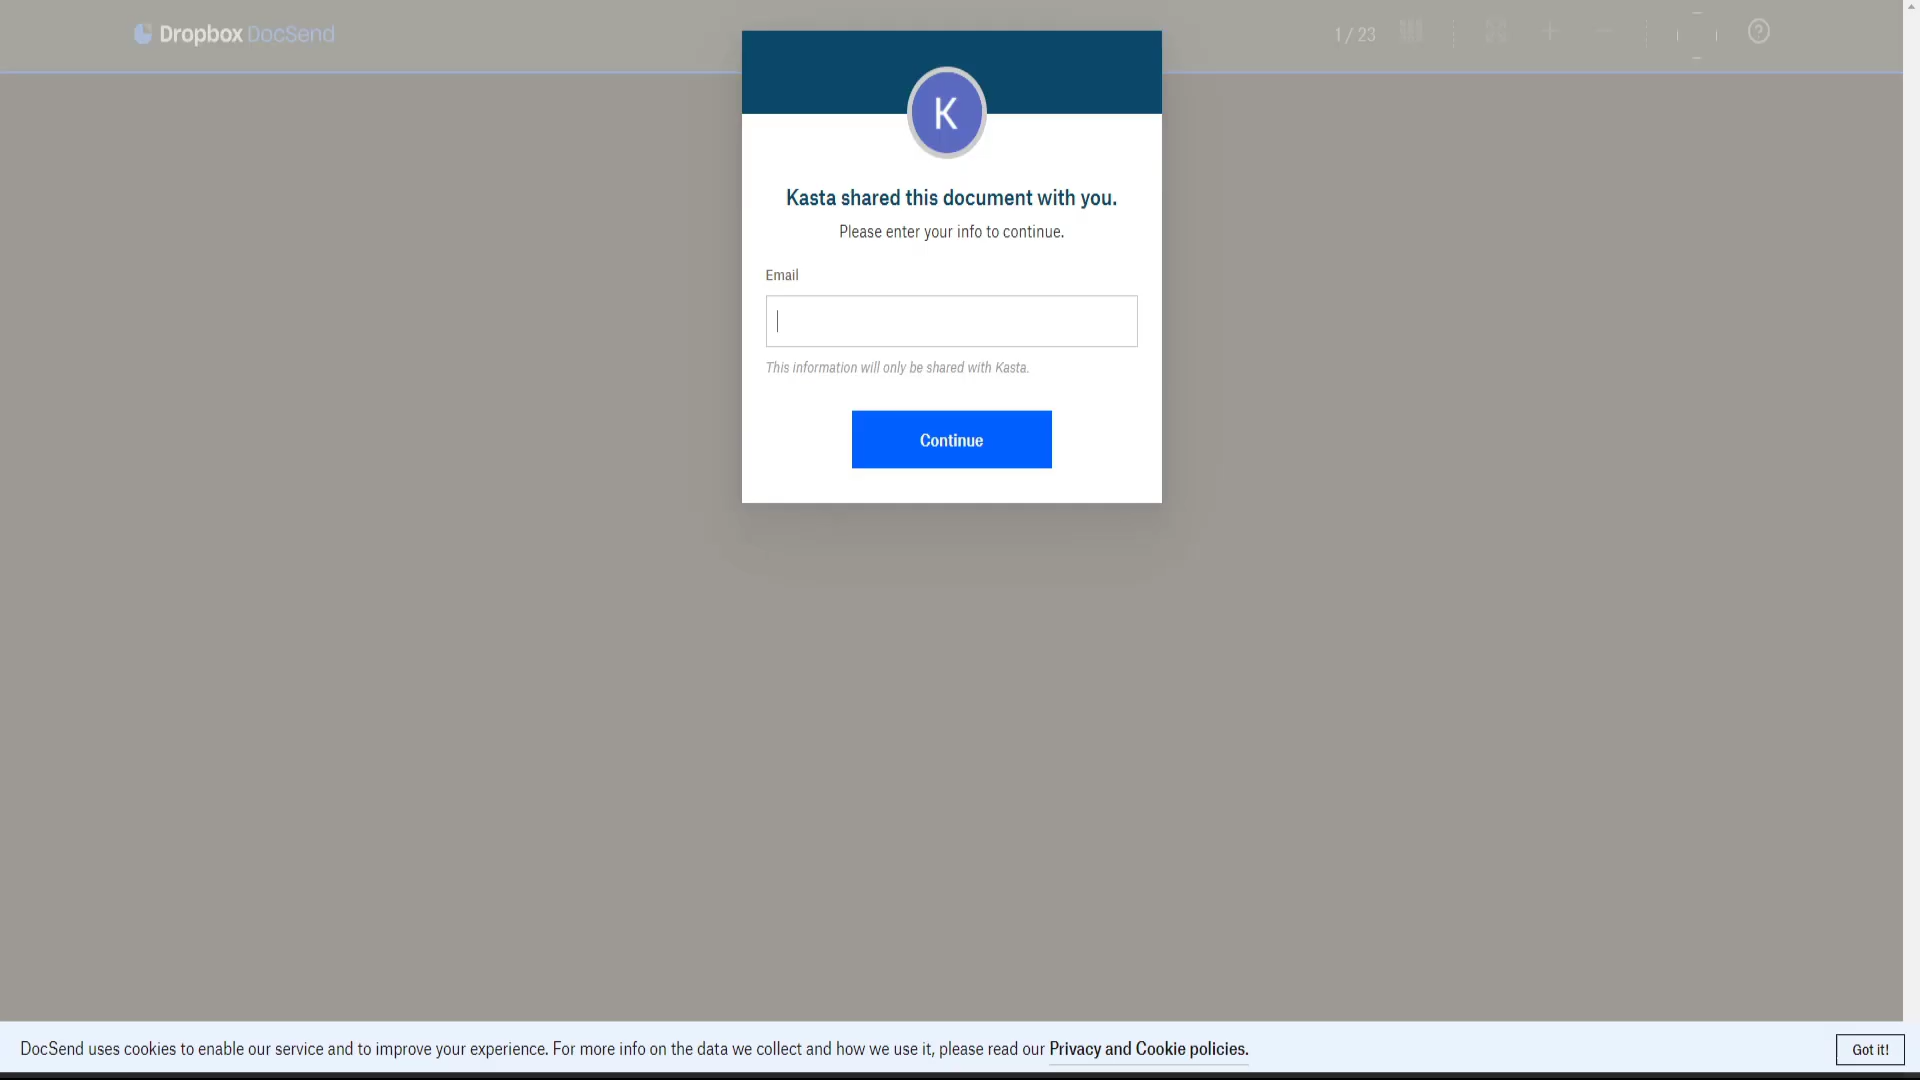 Dropbox DocSend
1 / 23
K
Kasta shared this document with you.
Please enter your info to continue.
Email
This information will only be shared with Kasta.
Continue
DocSend uses cookies to enable our service and to improve your experience. For more info on the data we collect and how we use it, please read our Privacy and Cookie policies.
Got it!